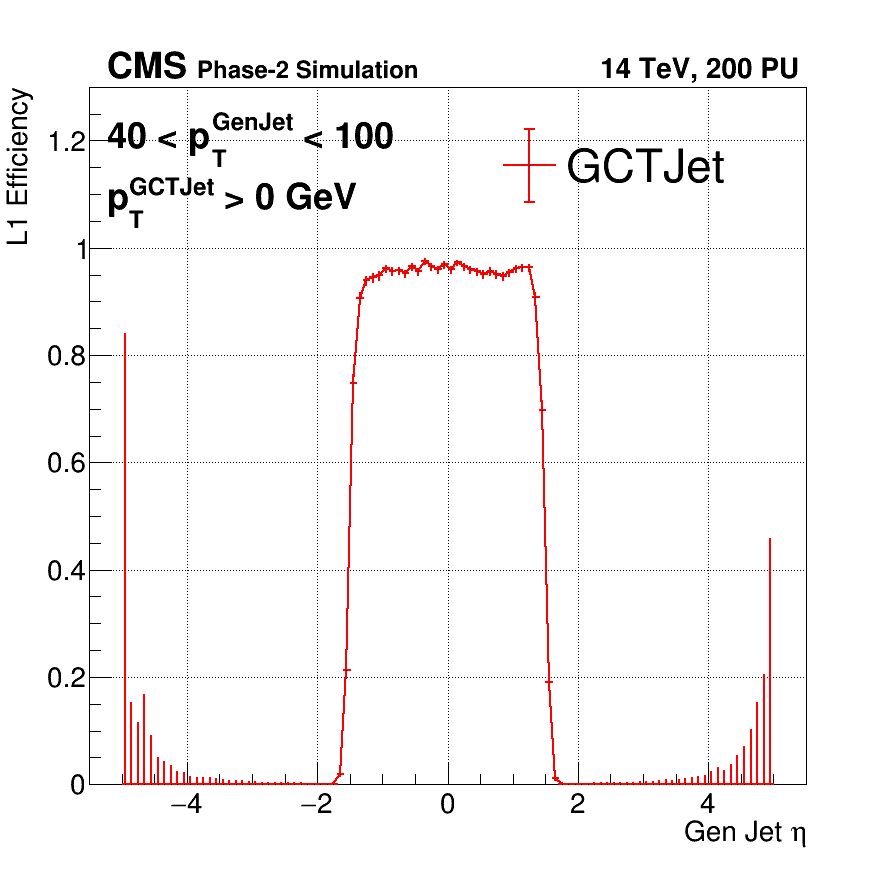 CMS Phase-2 Simulation 14 TeV, 200 PU
L1 Efficiency
40 < p_T^GenJet < 100
p_T^GCTJet > 0 GeV
GCTJet
1.2
1
0.8
0.6
0.4
0.2
0
−4 −2 0 2 4
Gen Jet η